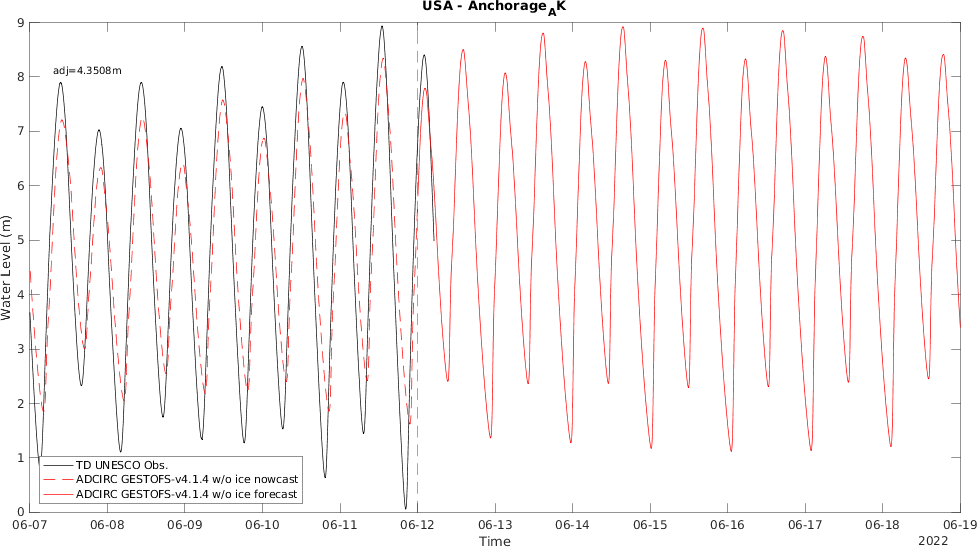 USA - Anchorage_AK
adj=4.3508m
Water Level (m)
9
8
7
6
5
4
3
2
1
0
TD UNESCO Obs.
ADCIRC GESTOFS-v4.1.4 w/o ice nowcast
ADCIRC GESTOFS-v4.1.4 w/o ice forecast
06-07 06-08 06-09 06-10 06-11 06-12 06-13 06-14 06-15 06-16 06-17 06-18 06-19
Time
2022